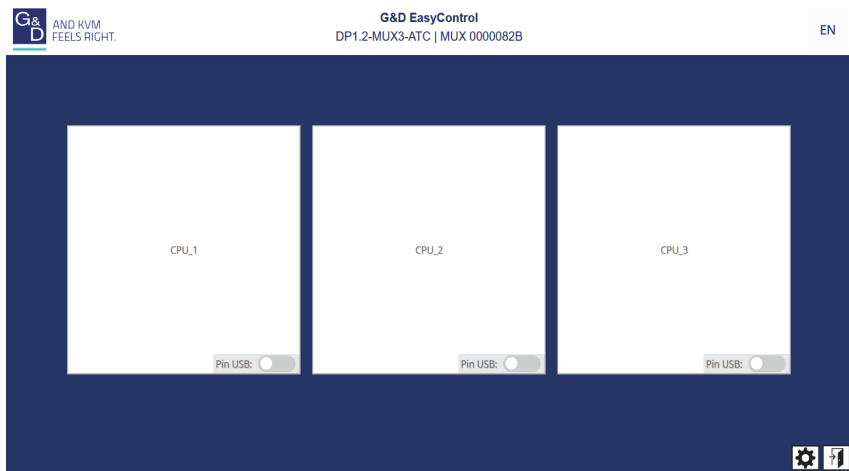 G&D
AND KVM
FEELS RIGHT.
G&D EasyControl
DP1.2-MUX3-ATC | MUX 0000082B
EN
CPU_1
CPU_2
CPU_3
Pin USB:
Pin USB:
Pin USB: